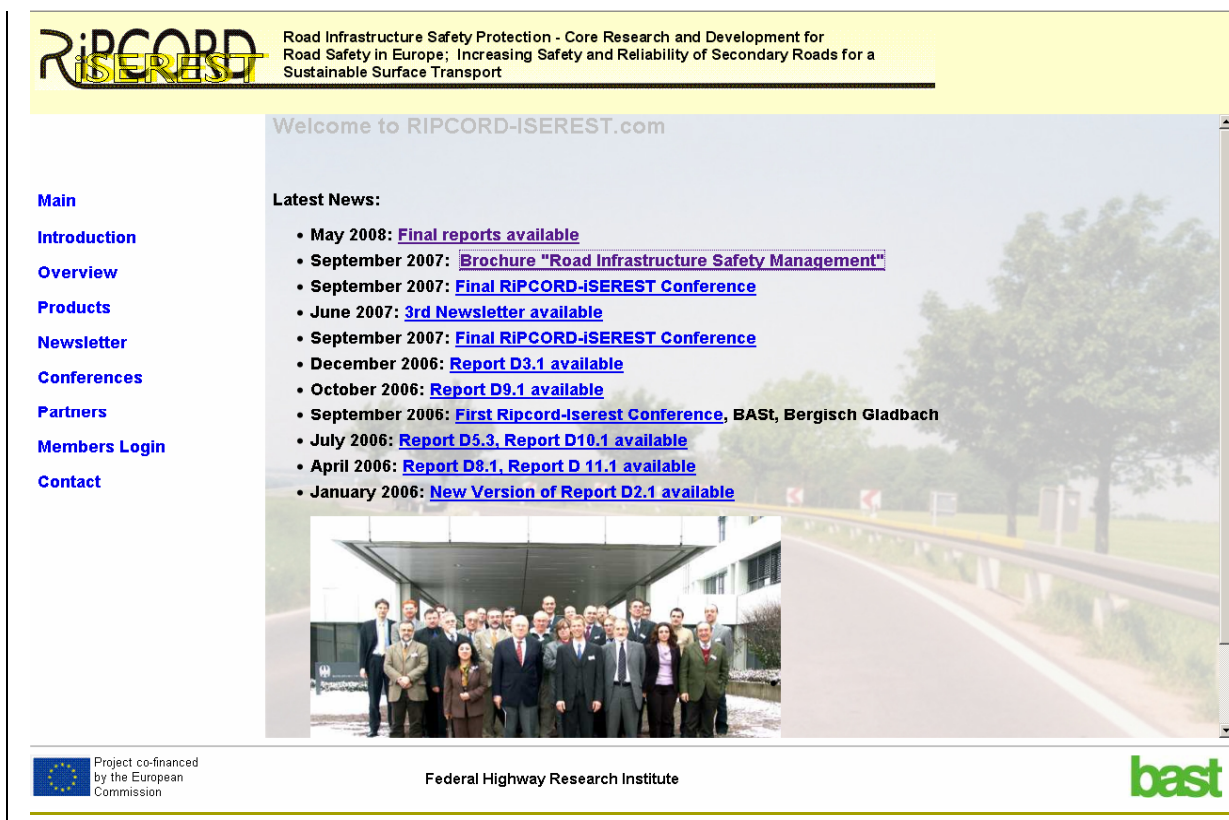 RiPCORD
iSEREST
Road Infrastructure Safety Protection - Core Research and Development for
Road Safety in Europe; Increasing Safety and Reliability of Secondary Roads for a
Sustainable Surface Transport
Welcome to RIPCORD-ISEREST.com
Main
Introduction
Overview
Products
Newsletter
Conferences
Partners
Members Login
Contact
Latest News:
• May 2008: Final reports available
• September 2007: Brochure "Road Infrastructure Safety Management"
• September 2007: Final RiPCORD-iSEREST Conference
• June 2007: 3rd Newsletter available
• September 2007: Final RiPCORD-iSEREST Conference
• December 2006: Report D3.1 available
• October 2006: Report D9.1 available
• September 2006: First Ripcord-Iserest Conference, BASt, Bergisch Gladbach
• July 2006: Report D5.3, Report D10.1 available
• April 2006: Report D8.1, Report D 11.1 available
• January 2006: New Version of Report D2.1 available
Project co-financed
by the European
Commission
Federal Highway Research Institute
bast